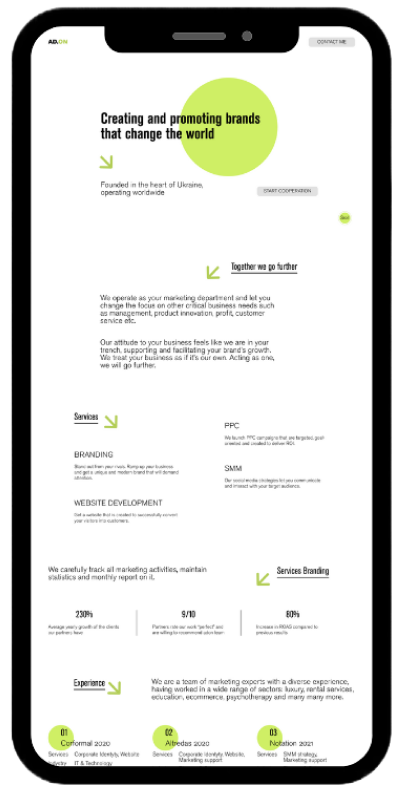 AD.ON
CONTACT ME
Creating and promoting brands
that change the world
Founded in the heart of Ukraine,
operating worldwide
START COOPERATION
Together we go further
We operate as your marketing department and let you
change the focus on other critical business needs such
as management, product innovation, profit, customer
service etc.
Our attitude to your business feels like we are in your
trench, supporting and facilitating your brand's growth.
We treat your business as if it's our own. Acting as one,
we will go further.
Services
BRANDING
Stand out from your rivals. Ramp up your business
and get a unique and modern brand that will demand
attention.
WEBSITE DEVELOPMENT
Get a website that is created to successfully convert
your visitors into customers.
PPC
We launch PPC campaigns that are targeted, goal-
oriented and created to deliver ROI.
SMM
Our social media strategies let you communicate
and interact with your target audience.
We carefully track all marketing activities, maintain
statistics and monthly report on it.
Services Branding
230%
Average yearly growth of the clients
our partners have
9/10
Partners rate our work "perfect" and
are willing to recommend adon team
80%
Increase in ROAS compared to
previous results
Experience
We are a team of marketing experts with a diverse experience,
having worked in a wide range of sectors: luxury, rental services,
education, ecommerce, psychotherapy and many many more.
01
Conformal 2020
Services Corporate Identity, Website
Industry IT & Technology
02
Altredas 2020
Services Corporate Identity, Website,
Marketing support
03
Notation 2021
Services SMM strategy,
Marketing support